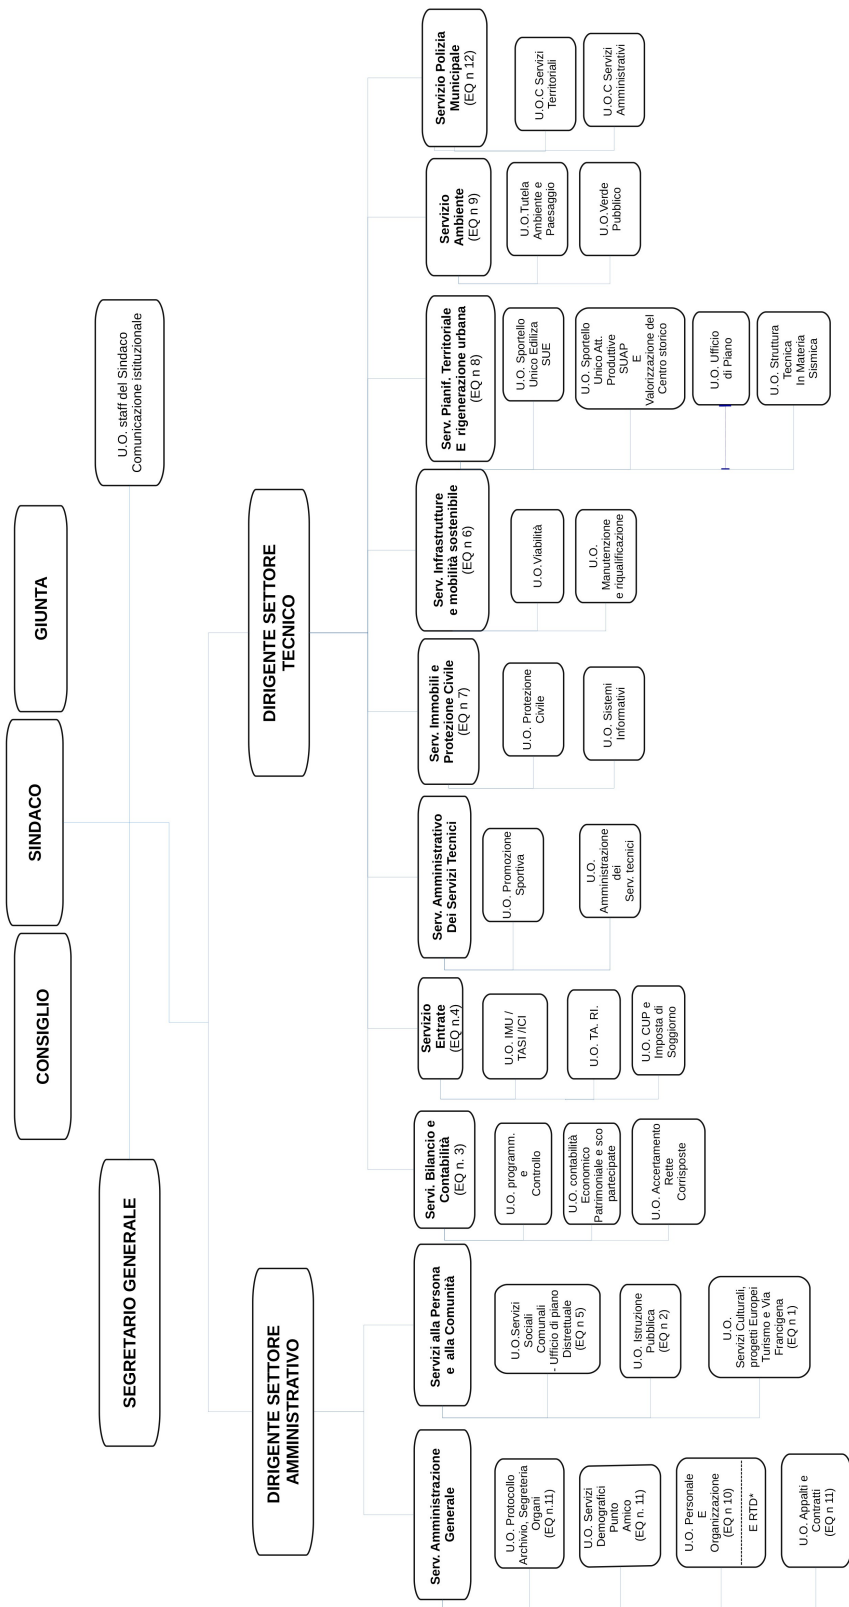 CONSIGLIO
SINDACO
GIUNTA
SEGRETARIO GENERALE
U.O. staff del Sindaco
Comunicazione istituzionale
DIRIGENTE SETTORE
AMMINISTRATIVO
DIRIGENTE SETTORE
TECNICO
Serv. Amministrazione
Generale
U.O. Protocollo
Archivio, Segreteria
Organi
(EQ n.11)
U.O. Servizi
Demografici
Punto
Amico
(EQ n. 11)
U.O. Personale
E
Organizzazione
(EQ n 10)
E RTD*
U.O. Appalti e
Contratti
(EQ n 11)
Servizi alla Persona
e alla Comunità
U.O.Servizi
Sociali
Comunali
- Ufficio di piano
Distrettuale
(EQ n 5)
U.O. Istruzione
Pubblica
(EQ n 2)
U.O.
Servizi Culturali,
progetti Europei
Turismo e Via
Francigena
(EQ n 1)
Servi. Bilancio e
Contabilità
(EQ n. 3)
U.O. programm.
e
Controllo
U.O. contabilità
Economico
Patrimoniale e sco
partecipate
U.O. Accertamento
Rette
Corrisposte
Servizio
Entrate
(EQ n.4)
U.O. IMU /
TASI /ICI
U.O. TA. RI.
U.O. CUP e
Imposta di
Soggiorno
Serv. Amministrativo
Dei Servizi Tecnici
U.O. Promozione
Sportiva
U.O.
Amministrazione
dei
Serv. tecnici
Serv. Immobili e
Protezione Civile
(EQ n 7)
U.O. Protezione
Civile
U.O. Sistemi
Informativi
Serv. Infrastrutture
e mobilità sostenibile
(EQ n 6)
U.O.Viabilità
U.O.
Manutenzione
e riqualificazione
Serv. Pianif. Territoriale
E rigenerazione urbana
(EQ n 8)
U.O. Sportello
Unico Ediliza
SUE
U.O. Sportello
Unico Att.
Produttive
SUAP
E
Valorizzazione del
Centro storico
U.O. Ufficio
di Piano
U.O. Struttura
Tecnica
In Materia
SIsmica
Servizio
Ambiente
(EQ n 9)
U.O.Tutela
Ambiente e
Paesaggio
U.O.Verde
Pubblico
Servizio Polizia
Municipale
(EQ n 12)
U.O.C Servizi
Territoriali
U.O.C Servizi
Amministrativi